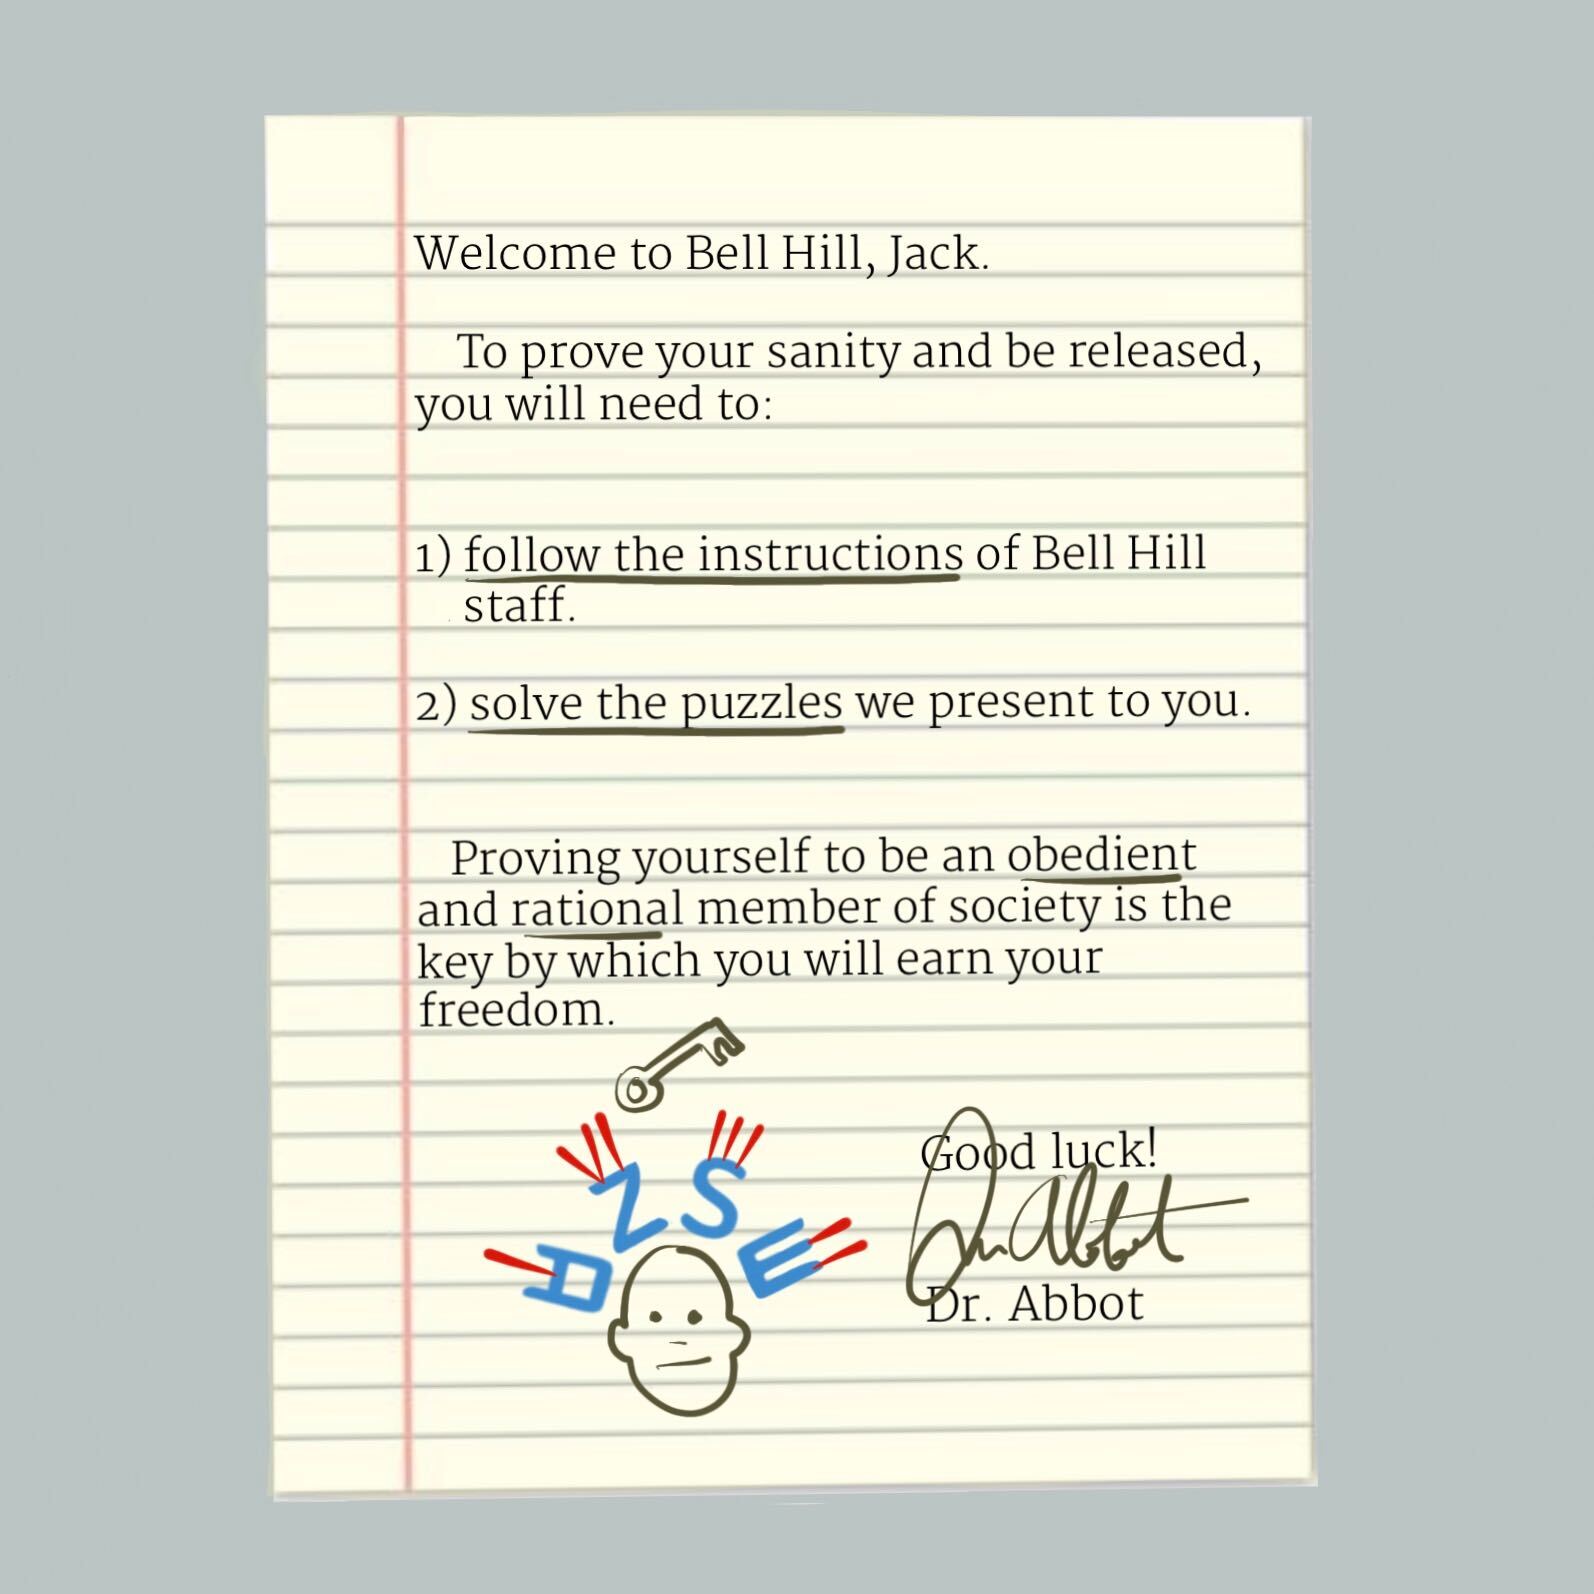 Welcome to Bell Hill, Jack.
To prove your sanity and be released,
you will need to:
1) follow the instructions of Bell Hill
staff.
2) solve the puzzles we present to you.
Proving yourself to be an obedient
and rational member of society is the
key by which you will earn your
freedom.
D Z S E
Good luck!
Dr. Abbot
Dr. Abbot